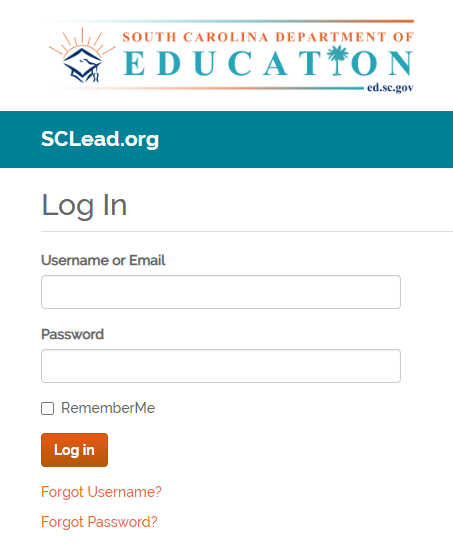 SOUTH CAROLINA DEPARTMENT OF
EDUCATION
ed.sc.gov
SCLead.org
Log In
Username or Email
Password
RememberMe
Log in
Forgot Username?
Forgot Password?